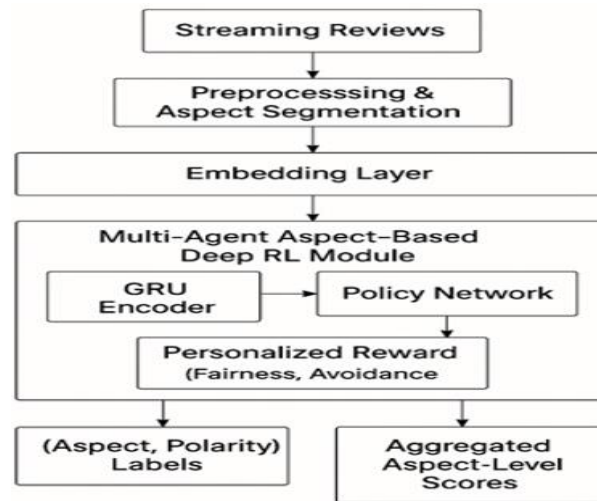 Streaming Reviews
Preprocesssing &
Aspect Segmentation
Embedding Layer
Multi-Agent Aspect-Based
Deep RL Module
GRU
Encoder
Policy Network
Personalized Reward
(Fairness, Avoidance
(Aspect, Polarity)
Labels
Aggregated
Aspect-Level
Scores